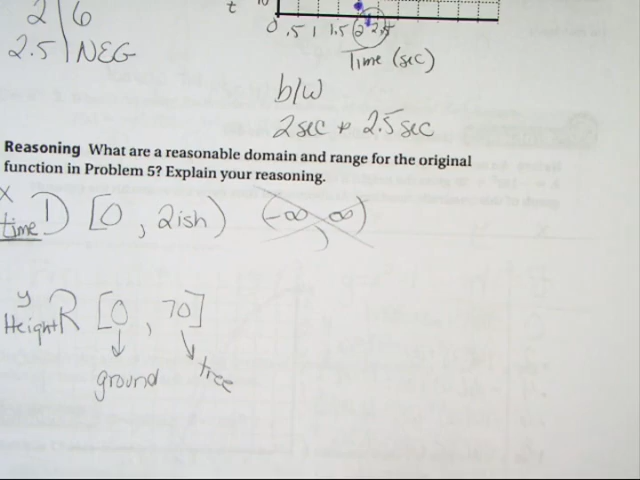 2 | 6
2.5 | NEG
t
10
0 .5 1 1.5 2 2.5
Time (sec)
b/w
2 sec & 2.5 sec
Reasoning What are a reasonable domain and range for the original
function in Problem 5? Explain your reasoning.
X
time D [0, 2ish) (-∞, ∞)
y
Height R [0, 70]
ground tree